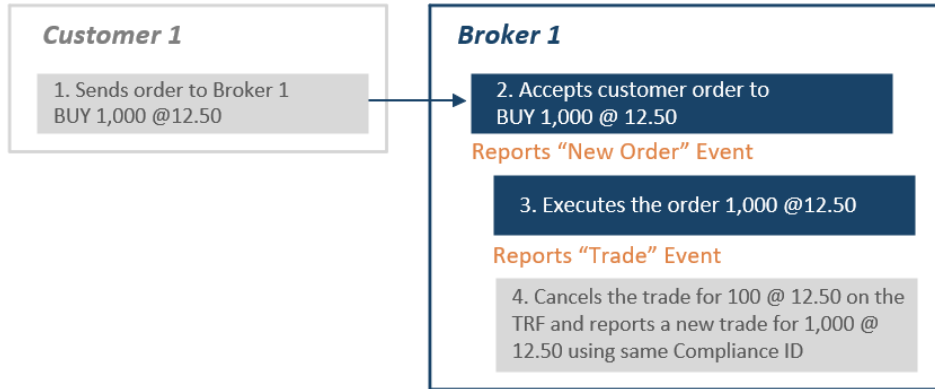 Customer 1
1. Sends order to Broker 1
BUY 1,000 @12.50
Broker 1
2. Accepts customer order to
BUY 1,000 @ 12.50
Reports “New Order” Event
3. Executes the order 1,000 @12.50
Reports “Trade” Event
4. Cancels the trade for 100 @ 12.50 on the
TRF and reports a new trade for 1,000 @
12.50 using same Compliance ID